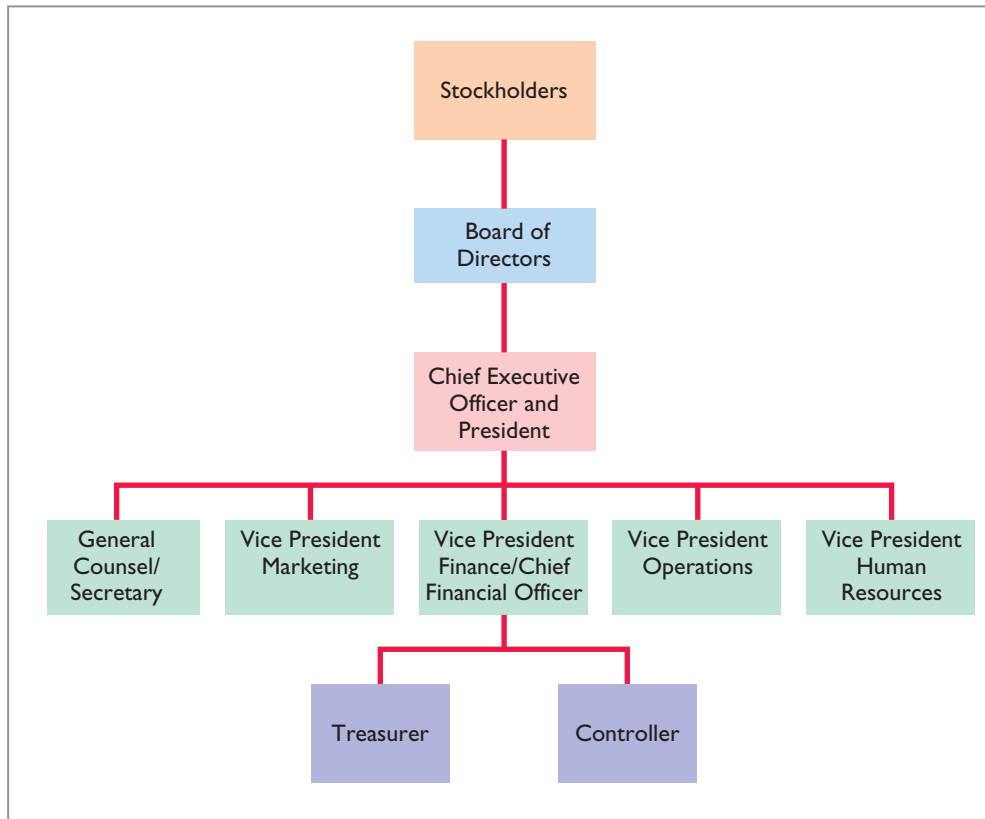 Stockholders
Board of
Directors
Chief Executive
Officer and
President
General
Counsel/
Secretary
Vice President
Marketing
Vice President
Finance/Chief
Financial Officer
Vice President
Operations
Vice President
Human
Resources
Treasurer
Controller